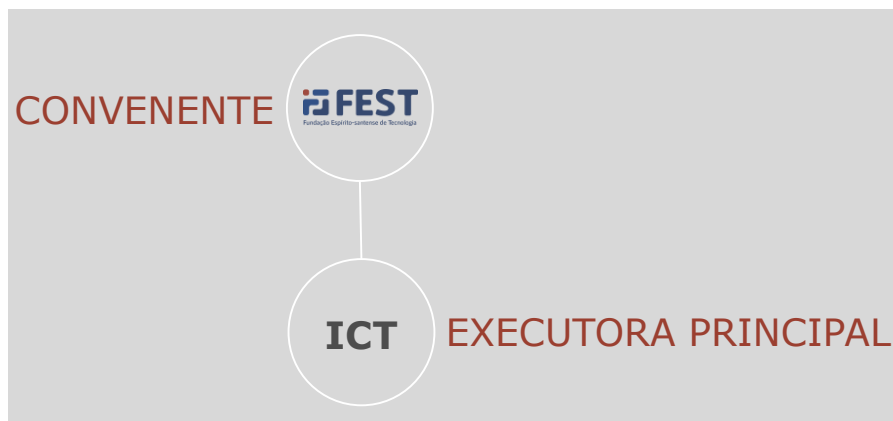 CONVENENTE
FEST
Fundação Espírito-santense de Tecnologia
ICT
EXECUTORA PRINCIPAL